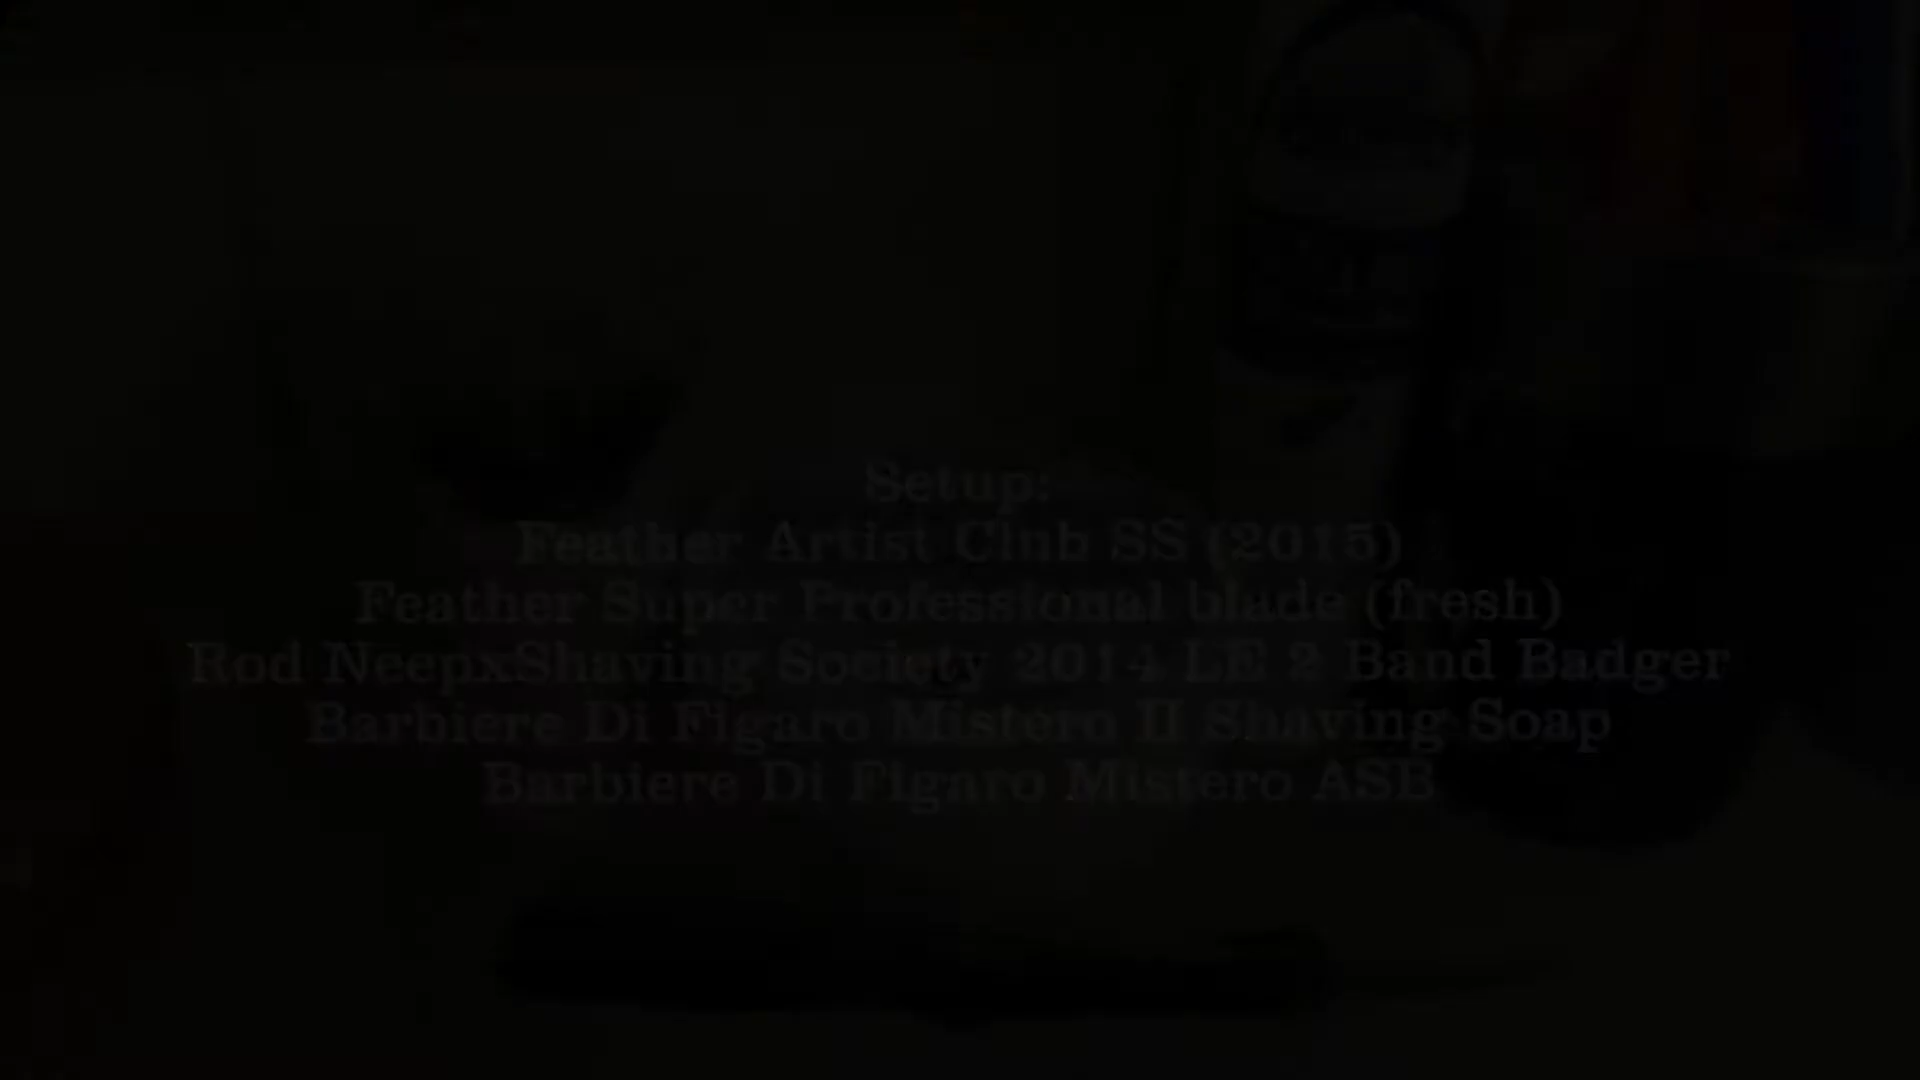 Setup:
Feather Artist Club SS (2015)
Feather Super Professional blade (fresh)
Rod NeepxShaving Society 2014 LE 2 Band Badger
Barbiere Di Figaro Mistero II Shaving Soap
Barbiere Di Figaro Mistero ASB